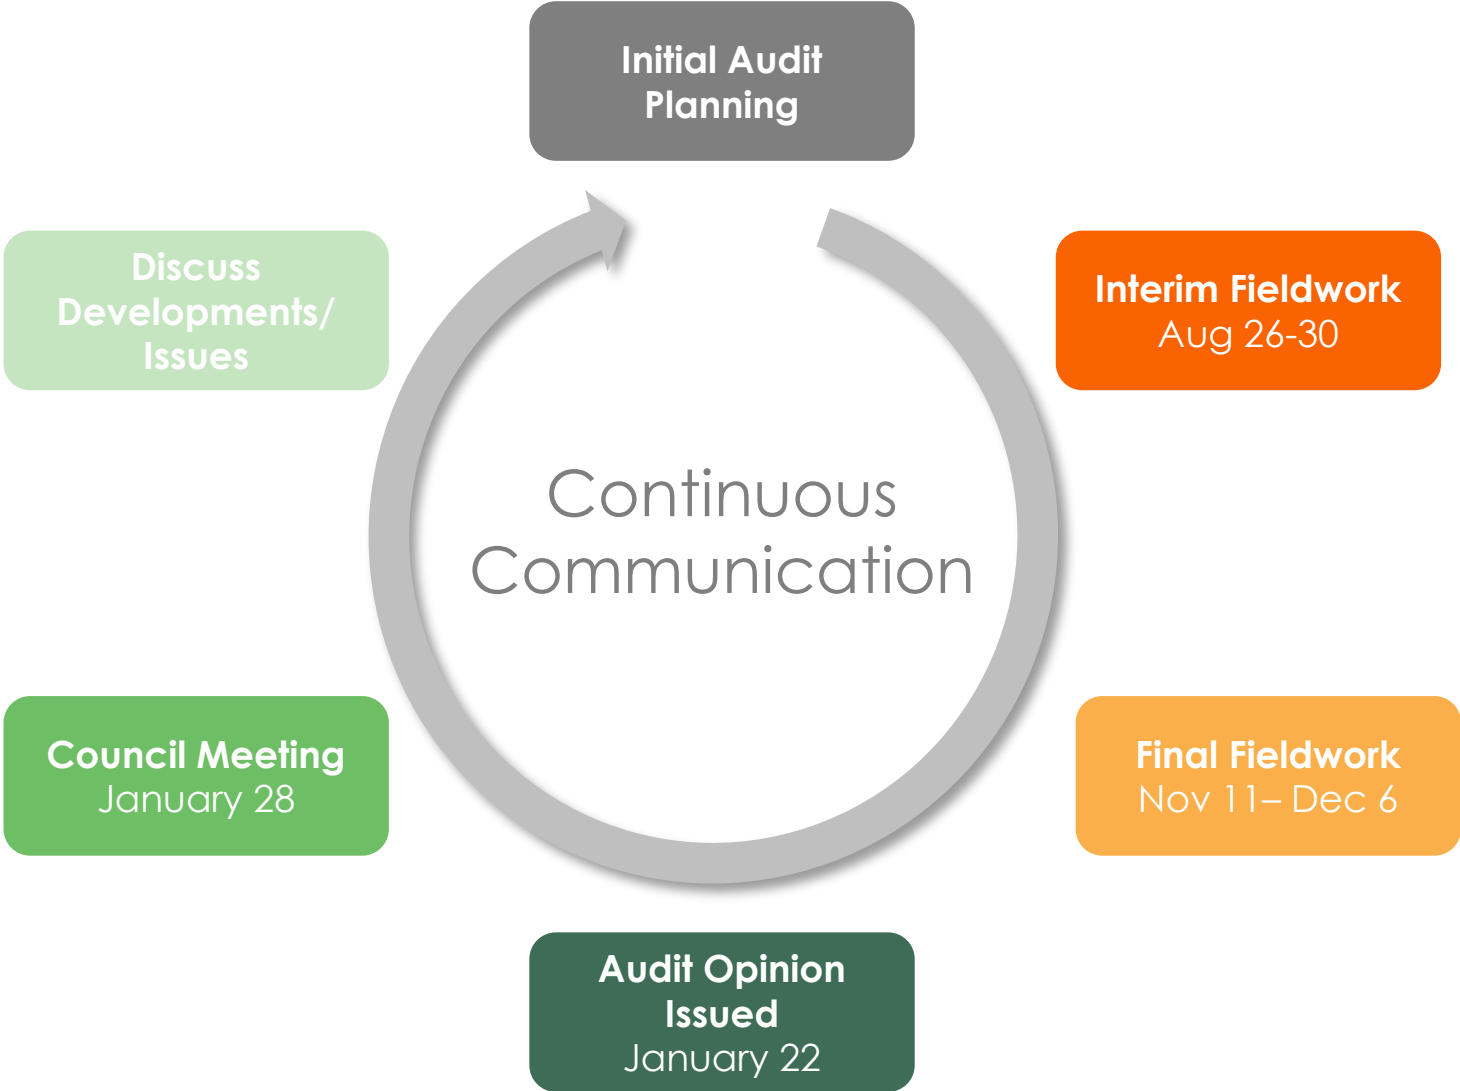 Initial Audit
Planning
Interim Fieldwork
Aug 26-30
Final Fieldwork
Nov 11– Dec 6
Audit Opinion
Issued
January 22
Council Meeting
January 28
Discuss
Developments/
Issues
Continuous
Communication